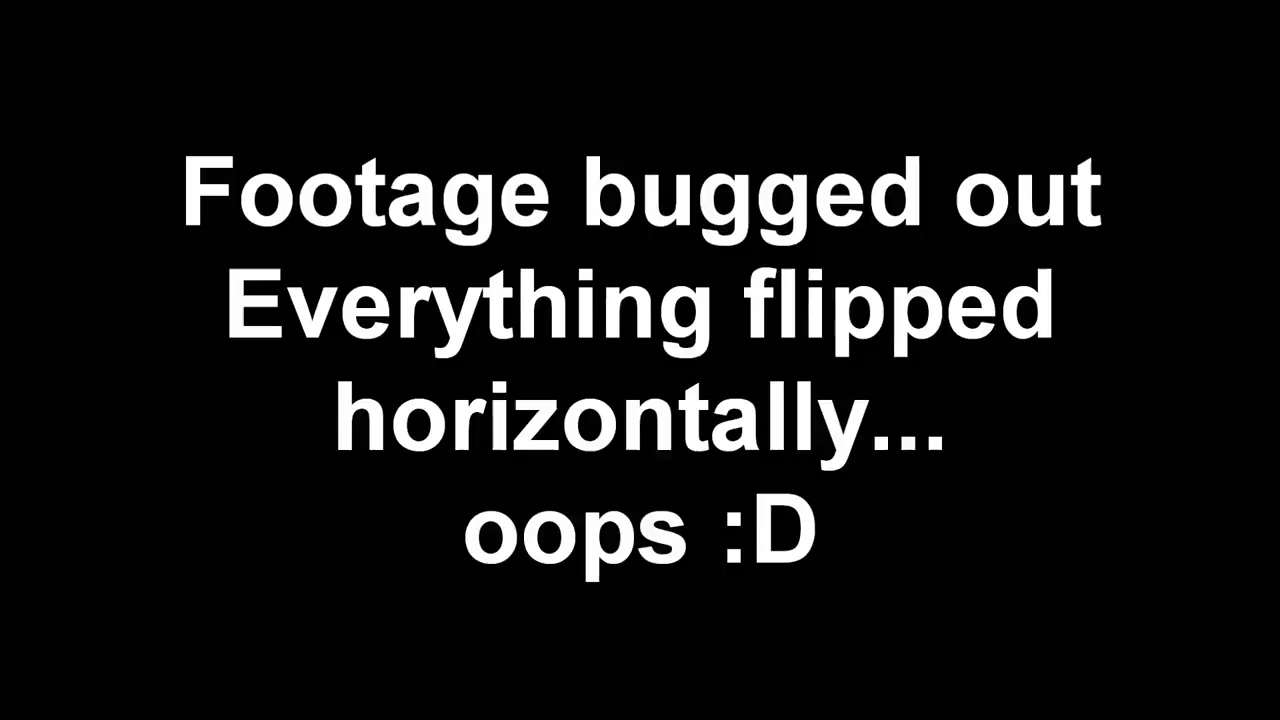 Footage bugged out
Everything flipped
horizontally...
oops :D